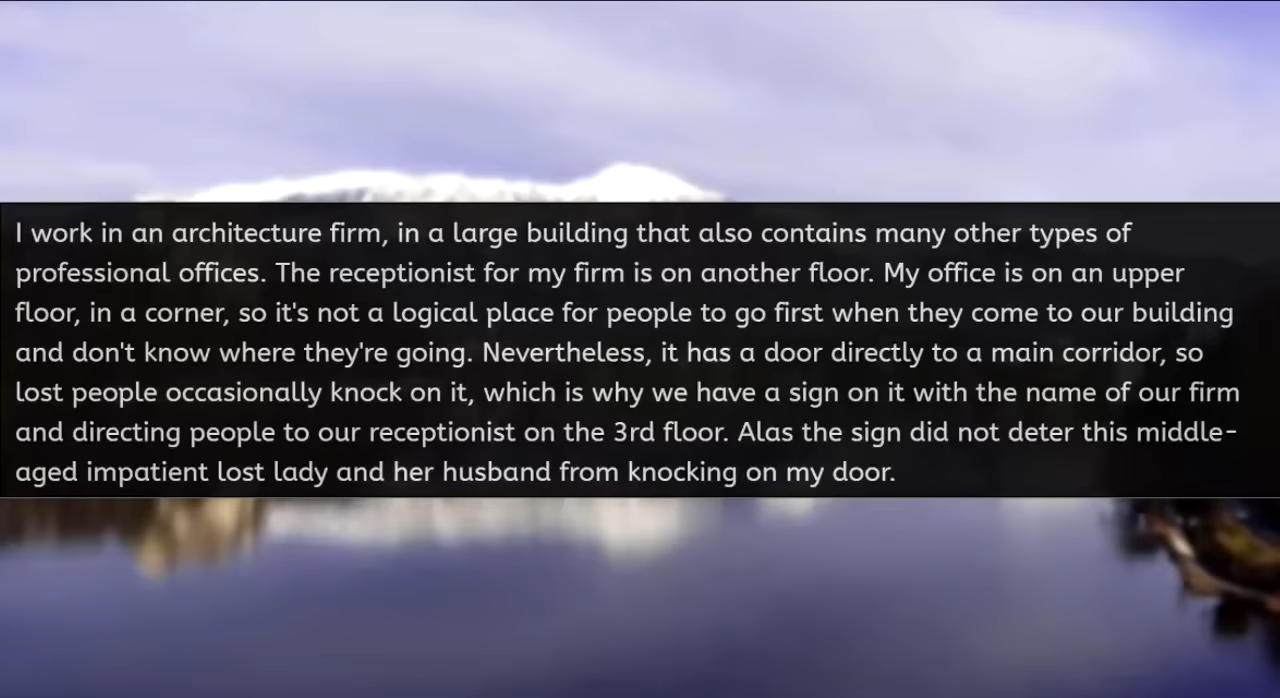 I work in an architecture firm, in a large building that also contains many other types of
professional offices. The receptionist for my firm is on another floor. My office is on an upper
floor, in a corner, so it's not a logical place for people to go first when they come to our building
and don't know where they're going. Nevertheless, it has a door directly to a main corridor, so
lost people occasionally knock on it, which is why we have a sign on it with the name of our firm
and directing people to our receptionist on the 3rd floor. Alas the sign did not deter this middle-
aged impatient lost lady and her husband from knocking on my door.